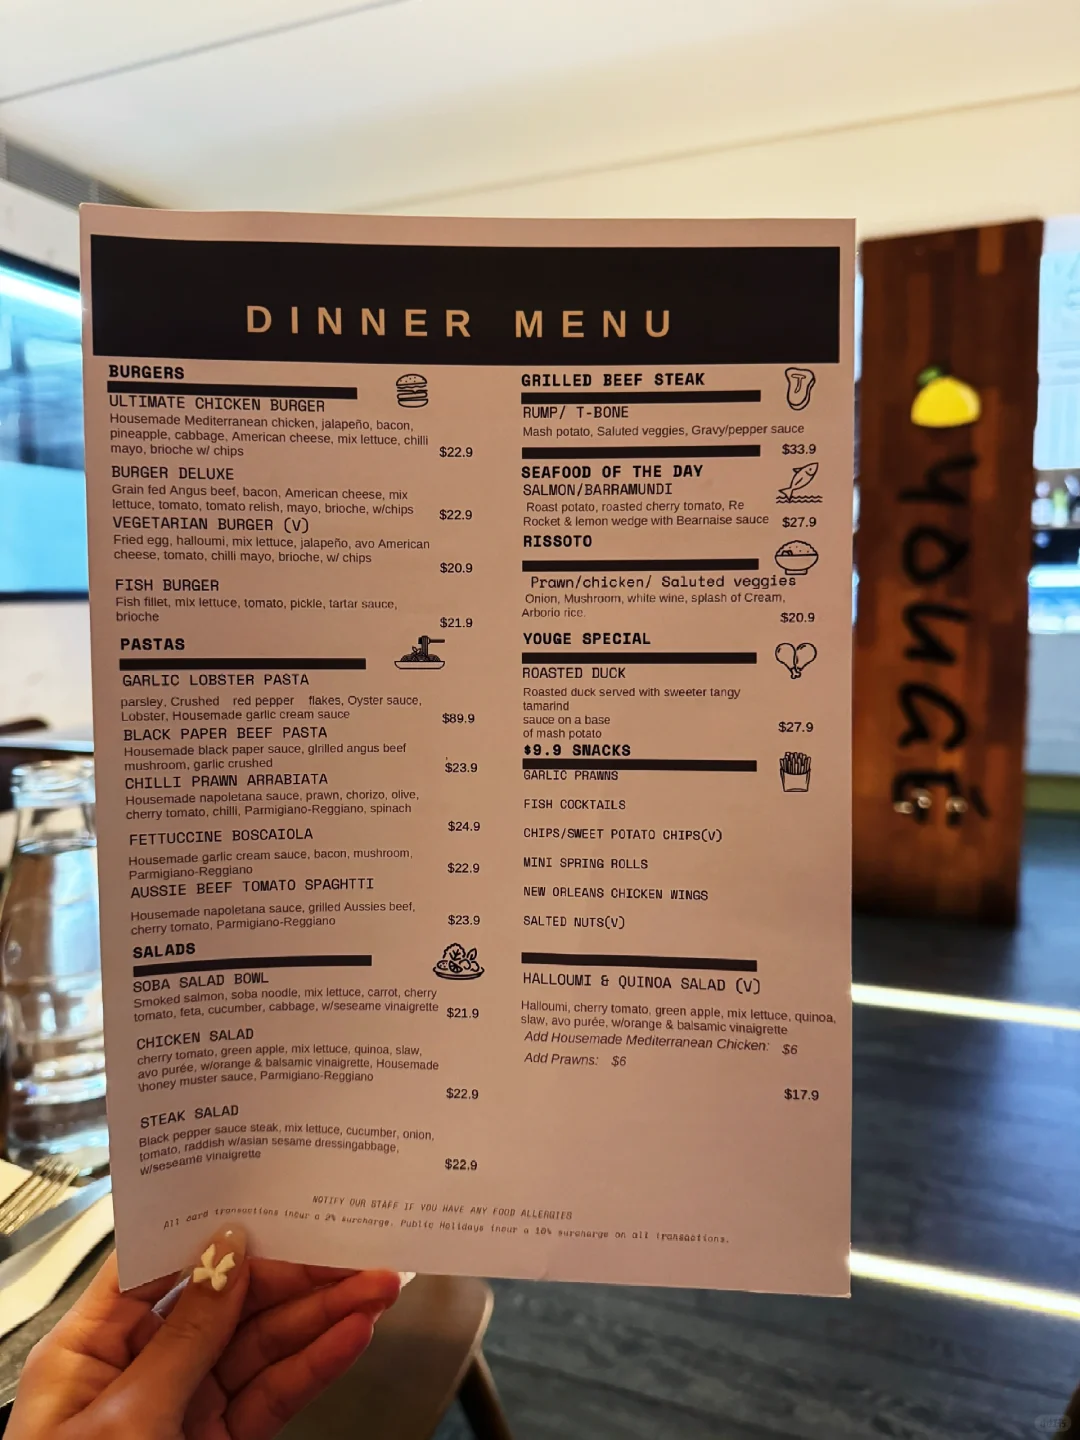 DINNER MENU
BURGERS
ULTIMATE CHICKEN BURGER
Housemade Mediterranean chicken, jalapeño, bacon,
pineapple, cabbage, American cheese, mix lettuce, chilli
mayo, brioche w/ chips
$22.9
BURGER DELUXE
Grain fed Angus beef, bacon, American cheese, mix
lettuce, tomato, tomato relish, mayo, brioche, w/chips
$22.9
VEGETARIAN BURGER (V)
Fried egg, halloumi, mix lettuce, jalapeño, avo American
cheese, tomato, chilli mayo, brioche, w/ chips
$20.9
FISH BURGER
Fish fillet, mix lettuce, tomato, pickle, tartar sauce,
brioche
$21.9
PASTAS
GARLIC LOBSTER PASTA
parsley, Crushed red pepper flakes, Oyster sauce,
Lobster, Housemade garlic cream sauce
$89.9
BLACK PAPER BEEF PASTA
Housemade black paper sauce, glrilled angus beef
mushroom, garlic crushed
$23.9
CHILLI PRAWN ARRABIATA
Housemade napoletana sauce, prawn, chorizo, olive,
cherry tomato, chilli, Parmigiano-Reggiano, spinach
$24.9
FETTUCCINE BOSCAIOLA
Housemade garlic cream sauce, bacon, mushroom,
Parmigiano-Reggiano
$22.9
AUSSIE BEEF TOMATO SPAGHTTI
Housemade napoletana sauce, grilled Aussies beef,
cherry tomato, Parmigiano-Reggiano
$23.9
SALADS
SOBA SALAD BOWL
Smoked salmon, soba noodle, mix lettuce, carrot, cherry
tomato, feta, cucumber, cabbage, w/seseame vinaigrette
$21.9
CHICKEN SALAD
cherry tomato, green apple, mix lettuce, quinoa, slaw,
avo purée, w/orange & balsamic vinaigrette, Housemade
\honey muster sauce, Parmigiano-Reggiano
$22.9
STEAK SALAD
Black pepper sauce steak, mix lettuce, cucumber, onion,
tomato, raddish w/asian sesame dressingabbage,
w/seseame vinaigrette
$22.9
GRILLED BEEF STEAK
RUMP/ T-BONE
Mash potato, Saluted veggies, Gravy/pepper sauce
$33.9
SEAFOOD OF THE DAY
SALMON/BARRAMUNDI
Roast potato, roasted cherry tomato, Re
Rocket & lemon wedge with Bearnaise sauce
$27.9
RISSOTO
Prawn/chicken/ Saluted veggies
Onion, Mushroom, white wine, splash of Cream,
Arborio rice.
$20.9
YOUGE SPECIAL
ROASTED DUCK
Roasted duck served with sweeter tangy
tamarind
sauce on a base
of mash potato
$27.9
$9.9 SNACKS
GARLIC PRAWNS
FISH COCKTAILS
CHIPS/SWEET POTATO CHIPS(V)
MINI SPRING ROLLS
NEW ORLEANS CHICKEN WINGS
SALTED NUTS(V)
HALLOUMI & QUINOA SALAD (V)
Halloumi, cherry tomato, green apple, mix lettuce, quinoa,
slaw, avo purée, w/orange & balsamic vinaigrette
Add Housemade Mediterranean Chicken: $6
Add Prawns: $6
$17.9
NOTIFY OUR STAFF IF YOU HAVE ANY FOOD ALLERGIES
All card transactions incur a 2% surcharge. Public Holidays incur a 10% surcharge on all transactions.
YOUGÉ